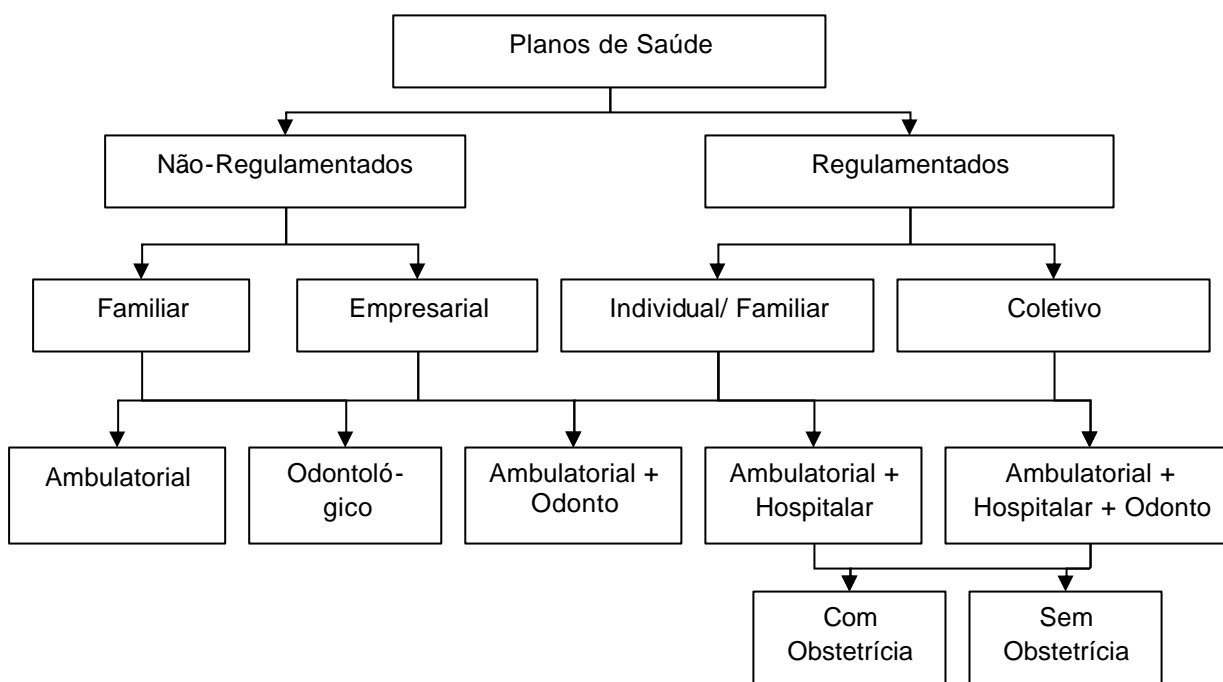 Planos de Saúde
Não-Regulamentados
Regulamentados
Familiar
Empresarial
Individual/ Familiar
Coletivo
Ambulatorial
Odontoló-
gico
Ambulatorial +
Odonto
Ambulatorial +
Hospitalar
Ambulatorial +
Hospitalar + Odonto
Com
Obstetrícia
Sem
Obstetrícia